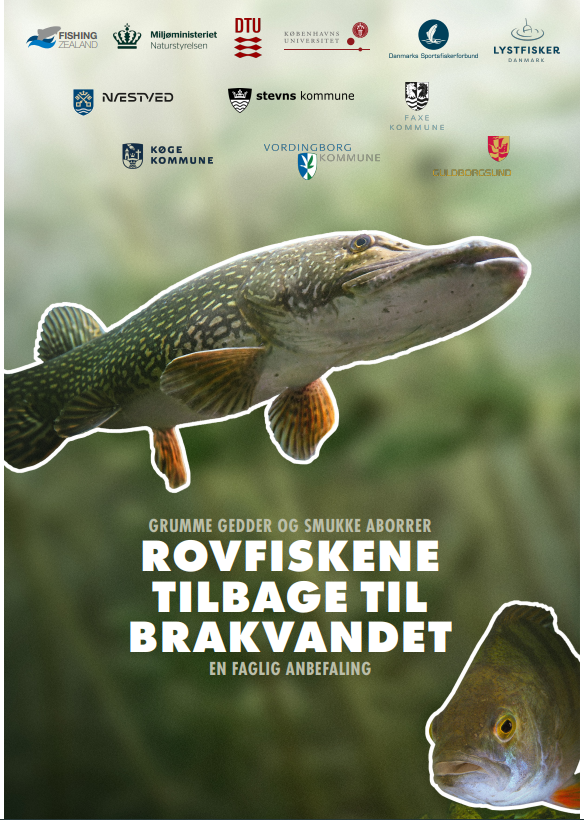 FISHING
ZEALAND
Miljøministeriet
Naturstyrelsen
DTU
KØBENHAVNS
UNIVERSITET
Danmarks Sportsfiskerforbund
LYSTFISKER
DANMARK
NÆSTVED
stevns kommune
FAXE
KOMMUNE
KØGE
KOMMUNE
VORDINGBORG
KOMMUNE
GULDBORGSUND
GRUMME GEDDER OG SMUKKE ABORRER
ROVFISKENE
TILBAGE TIL
BRAKVANDET
EN FAGLIG ANBEFALING